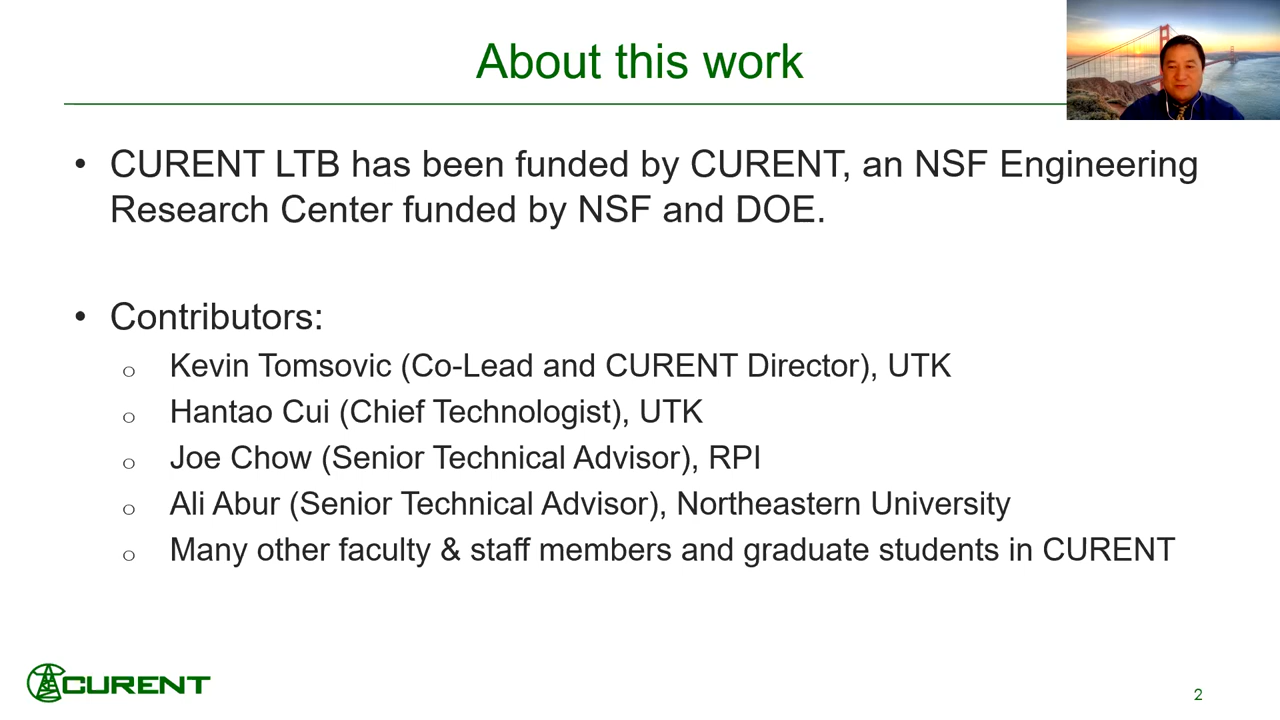 About this work
• CURENT LTB has been funded by CURENT, an NSF Engineering
Research Center funded by NSF and DOE.
• Contributors:
o Kevin Tomsovic (Co-Lead and CURENT Director), UTK
o Hantao Cui (Chief Technologist), UTK
o Joe Chow (Senior Technical Advisor), RPI
o Ali Abur (Senior Technical Advisor), Northeastern University
o Many other faculty & staff members and graduate students in CURENT
CURENT
2